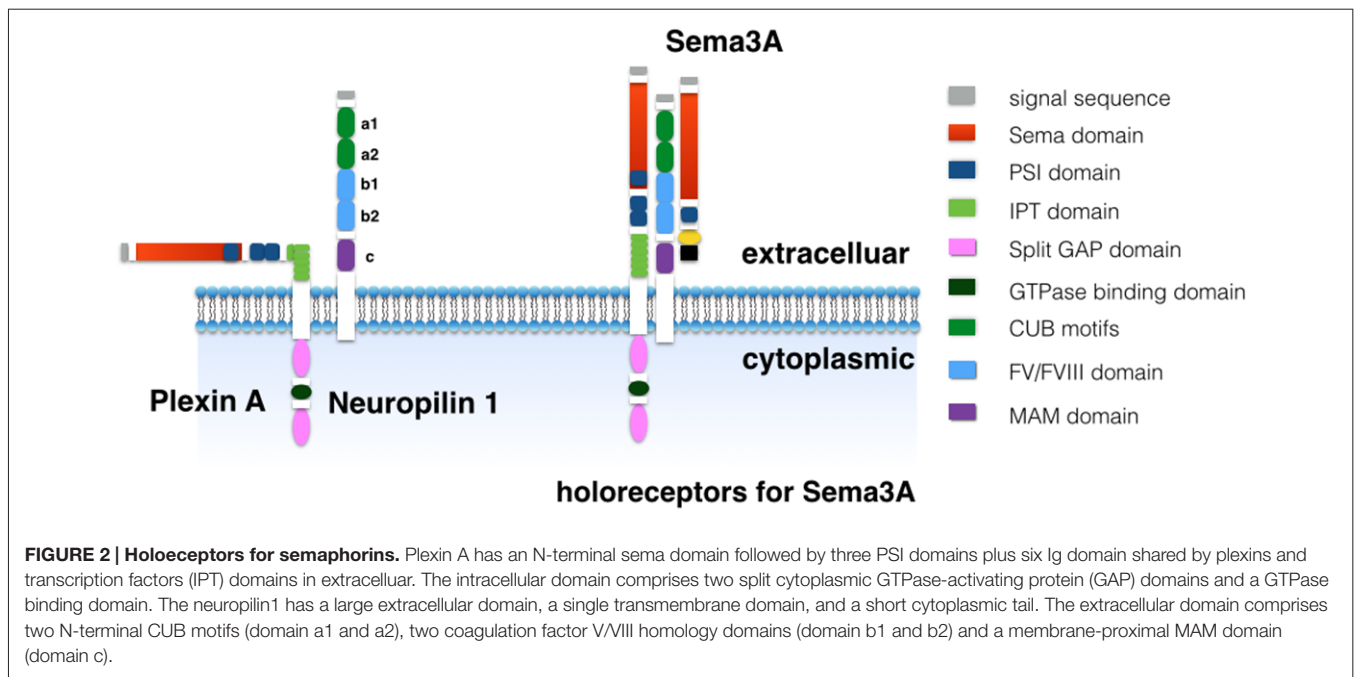 Sema3A
a1
a2
b1
b2
c
extracelluar
cytoplasmic
Plexin A
Neuropilin 1
holoreceptors for Sema3A
signal sequence
Sema domain
PSI domain
IPT domain
Split GAP domain
GTPase binding domain
CUB motifs
FV/FVIII domain
MAM domain
FIGURE 2 | Holoeceptors for semaphorins. Plexin A has an N-terminal sema domain followed by three PSI domains plus six Ig domain shared by plexins and
transcription factors (IPT) domains in extracelluar. The intracellular domain comprises two split cytoplasmic GTPase-activating protein (GAP) domains and a GTPase
binding domain. The neuropilin1 has a large extracellular domain, a single transmembrane domain, and a short cytoplasmic tail. The extracellular domain comprises
two N-terminal CUB motifs (domain a1 and a2), two coagulation factor V/VIII homology domains (domain b1 and b2) and a membrane-proximal MAM domain
(domain c).